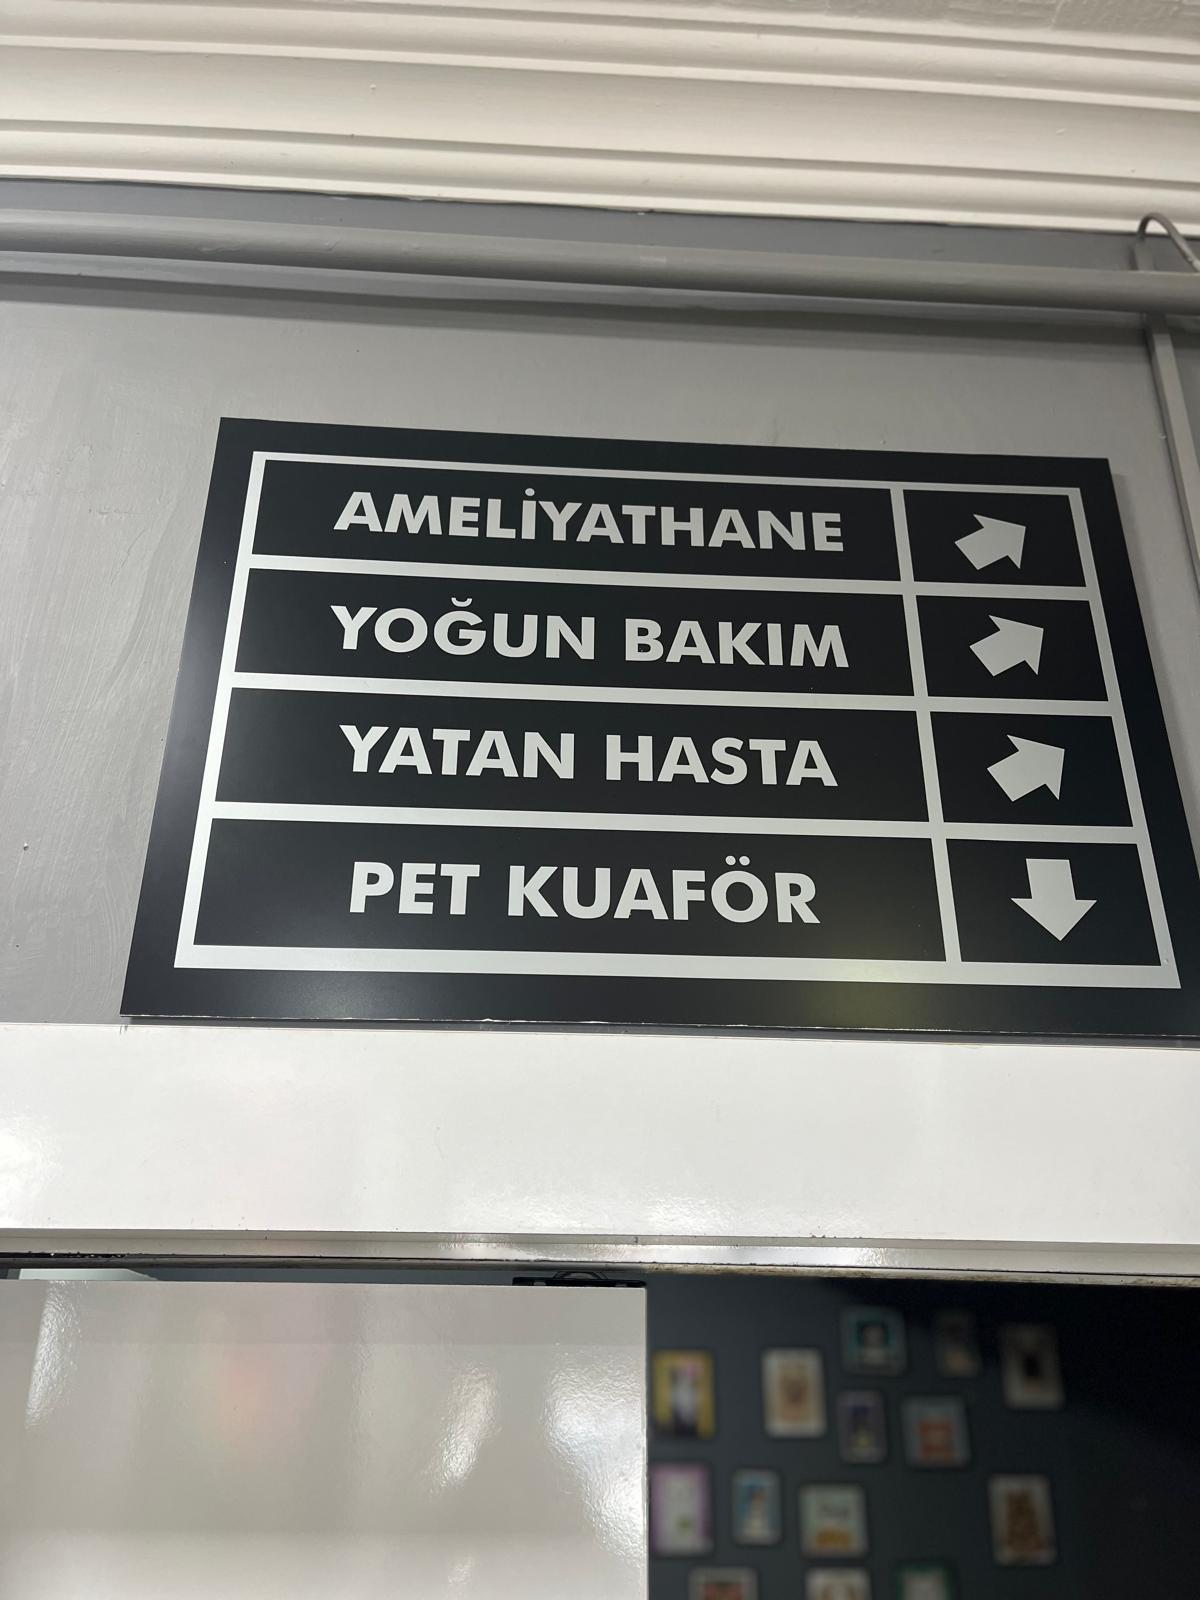 AMELİYATHANE
YOĞUN BAKIM
YATAN HASTA
PET KUAFÖR